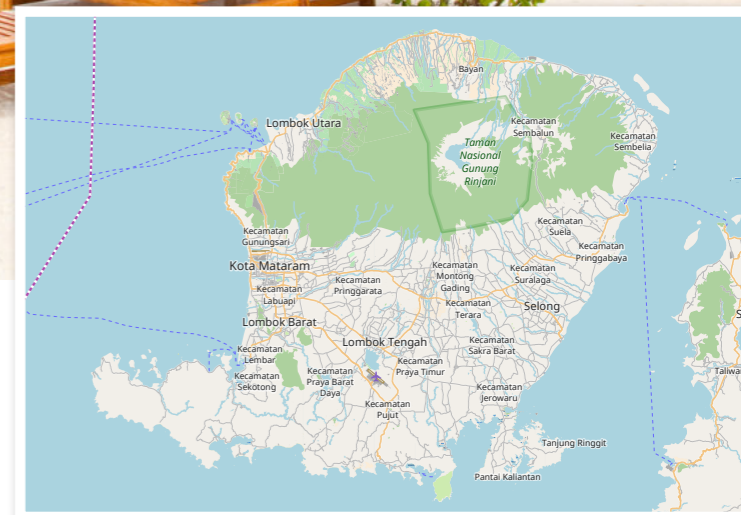 Bayan
Lombok Utara
Kecamatan
Sembalun
Kecamatan
Sembelia
Taman
Nasional
Gunung
Rinjani
Kecamatan
Suela
Kecamatan
Gunungsari
Kecamatan
Pringgabaya
Kota Mataram
Kecamatan
Montong
Gading
Kecamatan
Suralaga
Kecamatan
Pringgarata
Kecamatan
Labuapi
Kecamatan
Terara
Selong
Lombok Barat
Lombok Tengah
Kecamatan
Sakra Barat
Kecamatan
Lembar
Kecamatan
Praya Timur
Kecamatan
Sekotong
Kecamatan
Praya Barat
Daya
Kecamatan
Jerowaru
Kecamatan
Pujut
Tanjung Ringgit
Pantai Kaliantan
S
Taliwa